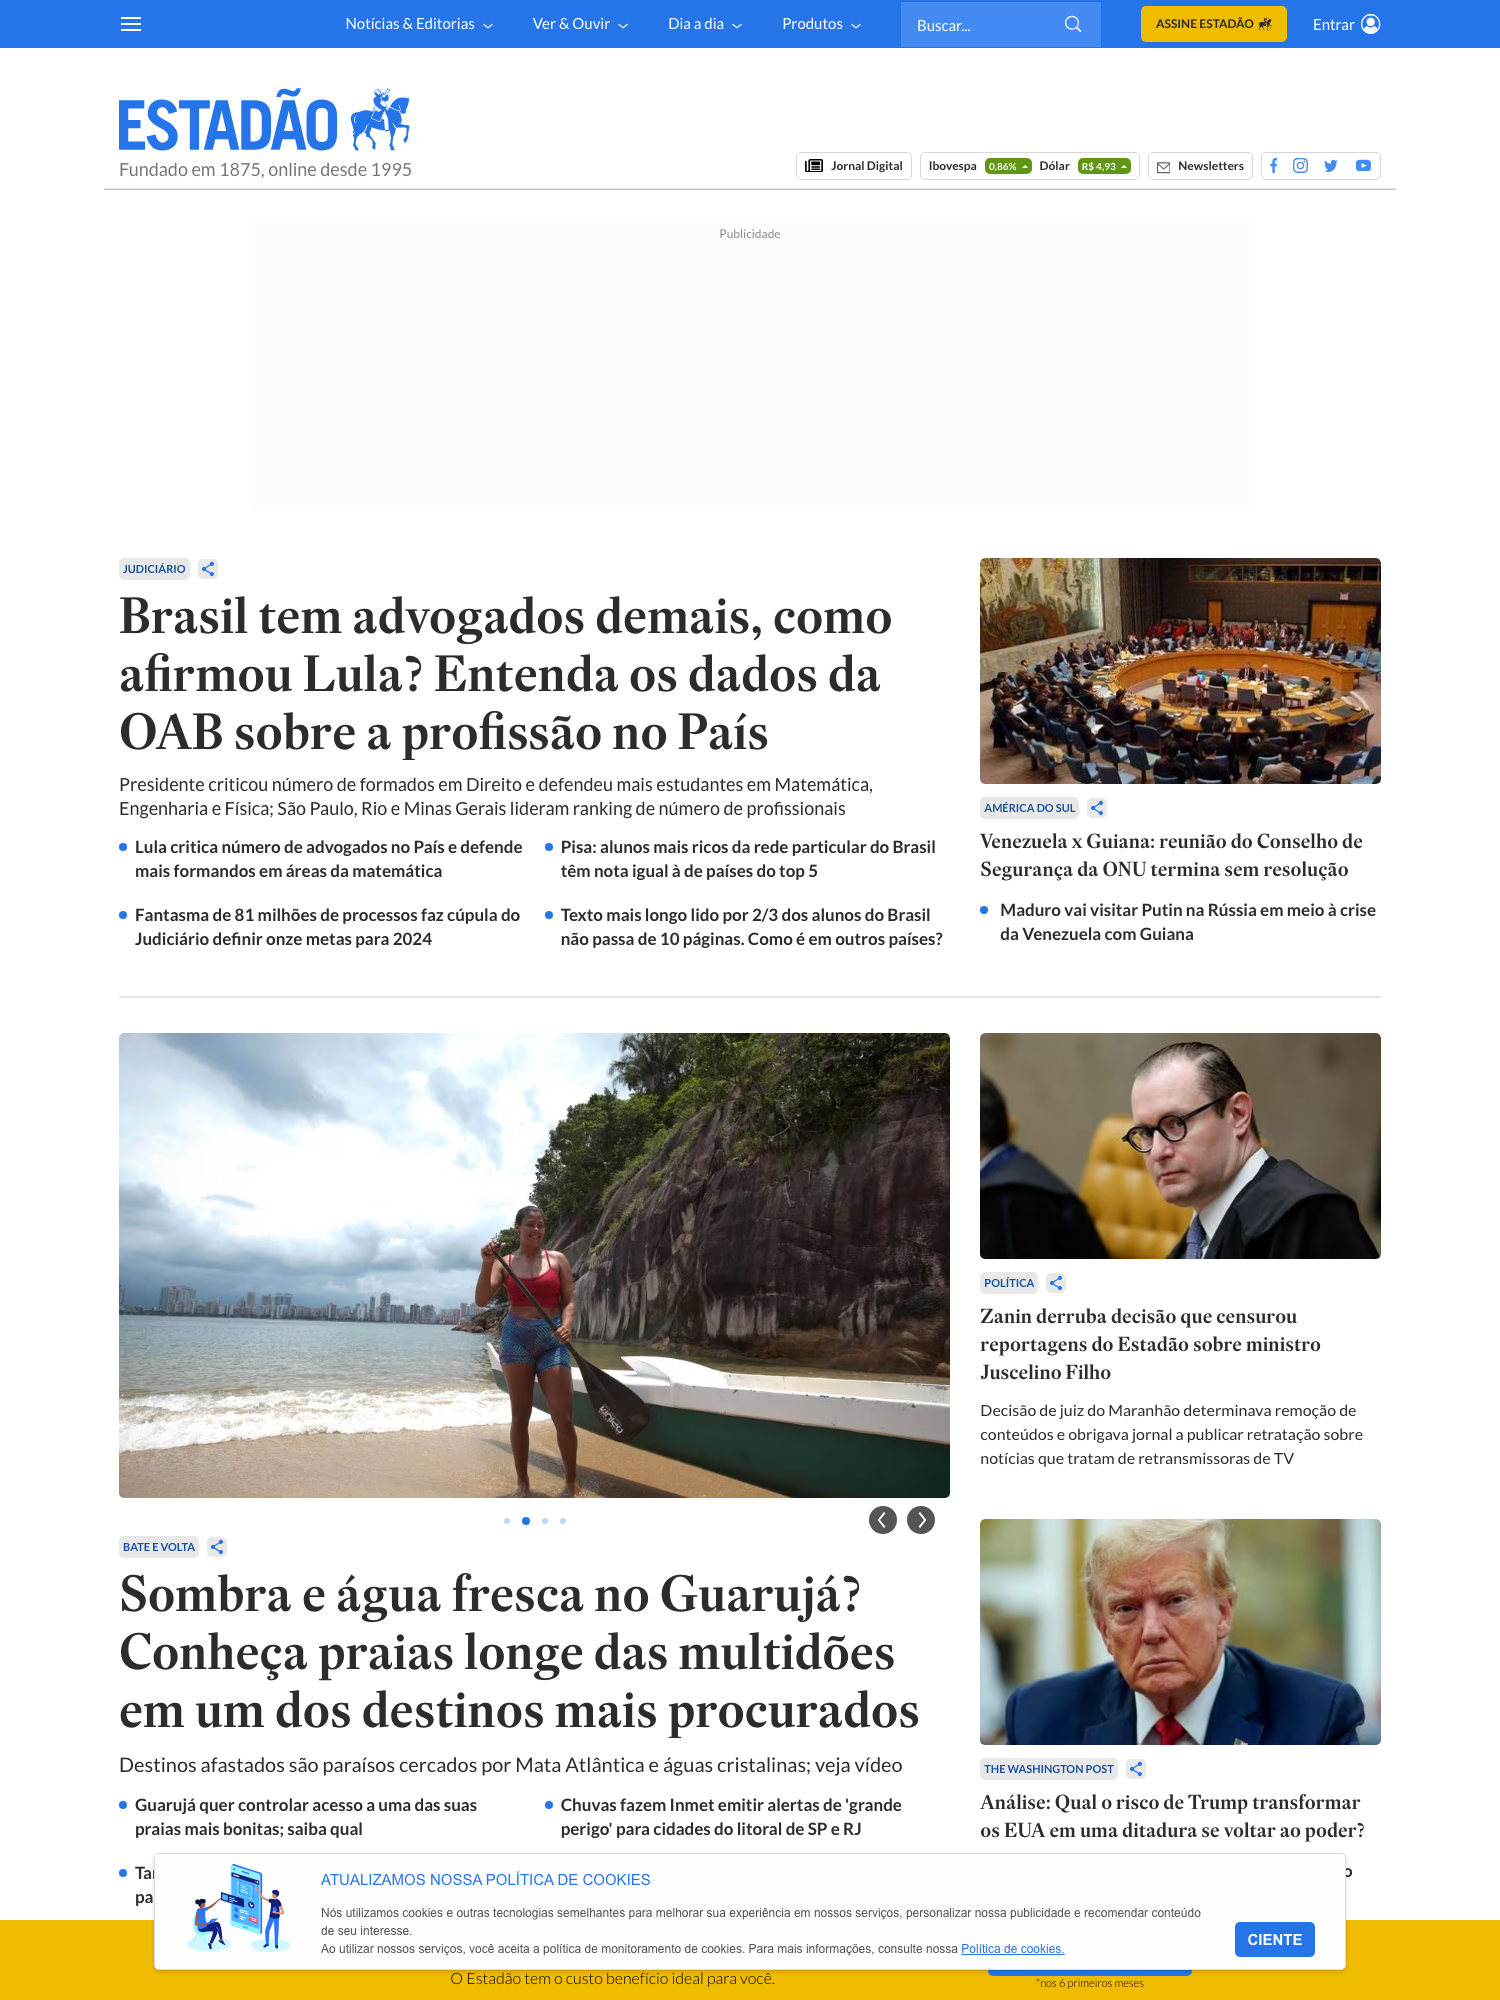 Notícias & Editorias
Ver & Ouvir
Dia a dia
Produtos
Buscar...
ASSINE ESTADÃO
Entrar
ESTADÃO
Fundado em 1875, online desde 1995
Jornal Digital
Ibovespa 0,86% Dólar R$ 4,93
Newsletters
Publicidade
JUDICIÁRIO
Brasil tem advogados demais, como
afirmou Lula? Entenda os dados da
OAB sobre a profissão no País
Presidente criticou número de formados em Direito e defendeu mais estudantes em Matemática,
Engenharia e Física; São Paulo, Rio e Minas Gerais lideram ranking de número de profissionais
Lula critica número de advogados no País e defende
mais formandos em áreas da matemática
Pisa: alunos mais ricos da rede particular do Brasil
têm nota igual à de países do top 5
Fantasma de 81 milhões de processos faz cúpula do
Judiciário definir onze metas para 2024
Texto mais longo lido por 2/3 dos alunos do Brasil
não passa de 10 páginas. Como é em outros países?
AMÉRICA DO SUL
Venezuela x Guiana: reunião do Conselho de
Segurança da ONU termina sem resolução
Maduro vai visitar Putin na Rússia em meio à crise
da Venezuela com Guiana
BATE E VOLTA
Sombra e água fresca no Guarujá?
Conheça praias longe das multidões
em um dos destinos mais procurados
Destinos afastados são paraísos cercados por Mata Atlântica e águas cristalinas; veja vídeo
Guarujá quer controlar acesso a uma das suas
praias mais bonitas; saiba qual
Chuvas fazem Inmet emitir alertas de 'grande
perigo' para cidades do litoral de SP e RJ
POLÍTICA
Zanin derruba decisão que censurou
reportagens do Estadão sobre ministro
Juscelino Filho
Decisão de juiz do Maranhão determinava remoção de
conteúdos e obrigava jornal a publicar retratação sobre
notícias que tratam de retransmissoras de TV
THE WASHINGTON POST
Análise: Qual o risco de Trump transformar
os EUA em uma ditadura se voltar ao poder?
ATUALIZAMOS NOSSA POLÍTICA DE COOKIES
Nós utilizamos cookies e outras tecnologias semelhantes para melhorar sua experiência em nossos serviços, personalizar nossa publicidade e recomendar conteúdo
de seu interesse.
Ao utilizar nossos serviços, você aceita a política de monitoramento de cookies. Para mais informações, consulte nossa Política de cookies.
CIENTE
O Estadão tem o custo benefício ideal para você.
*nos 6 primeiros meses